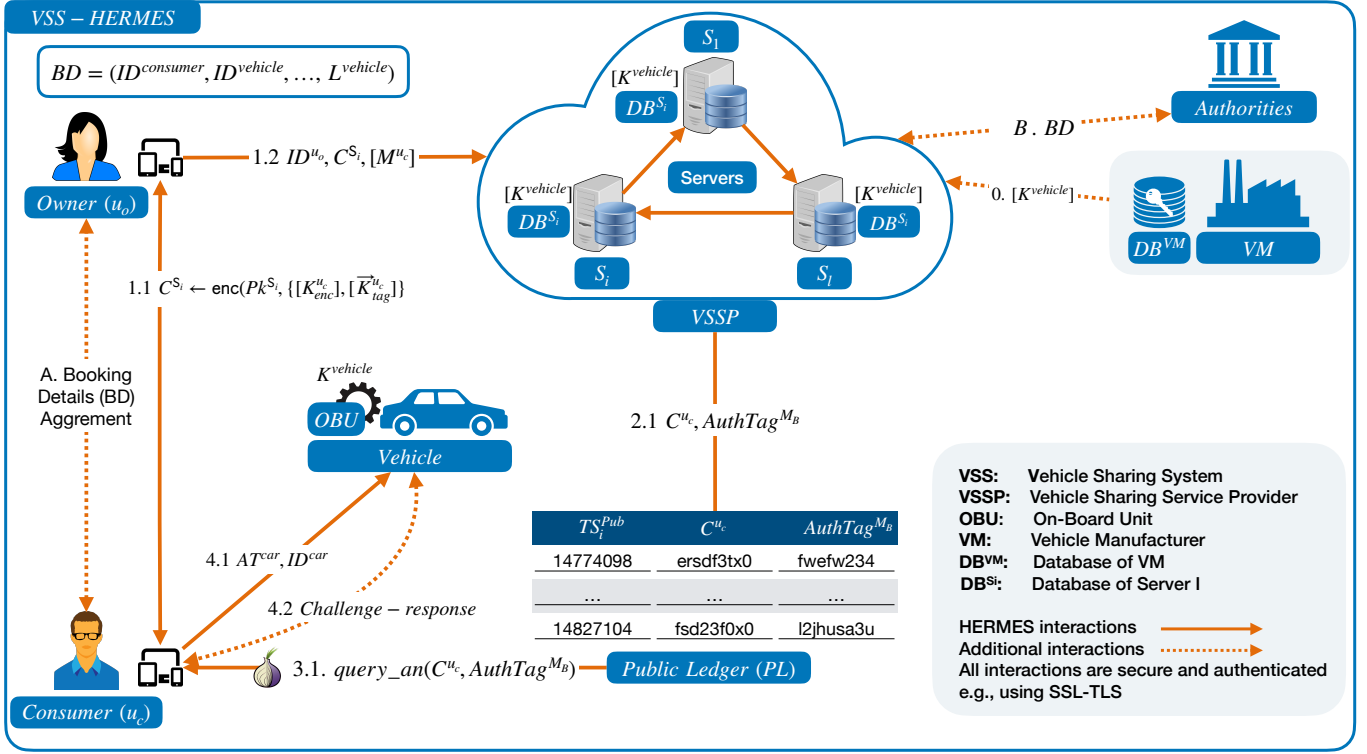 VSS − HERMES
BD = (ID^consumer, ID^vehicle, …, L^vehicle)
Owner (u_o)
1.2 ID^{u_o}, C^{S_i}, [M^{u_c}]
S_1
[K^vehicle]
DB^{S_i}
Servers
[K^vehicle]
DB^{S_i}
S_i
[K^vehicle]
DB^{S_i}
S_l
VSSP
Authorities
B . BD
0. [K^vehicle]
DB^VM
VM
1.1 C^{S_i} ← enc(Pk^{S_i}, {[K_enc^{u_c}], [K⃗_tag^{u_c}]}
A. Booking
Details (BD)
Aggrement
K^vehicle
OBU
Vehicle
2.1 C^{u_c}, AuthTag^{M_B}
TS_i^Pub C^{u_c} AuthTag^{M_B}
14774098 ersdf3tx0 fwefw234
… … …
14827104 fsd23f0x0 l2jhusa3u
4.1 AT^car, ID^car
4.2 Challenge − response
3.1. query_an(C^{u_c}, AuthTag^{M_B})
Public Ledger (PL)
Consumer (u_c)
VSS: Vehicle Sharing System
VSSP: Vehicle Sharing Service Provider
OBU: On-Board Unit
VM: Vehicle Manufacturer
DB^VM: Database of VM
DB^Si: Database of Server I
HERMES interactions
Additional interactions
All interactions are secure and authenticated
e.g., using SSL-TLS